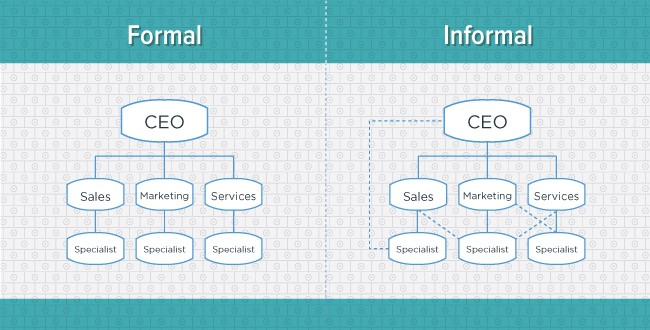 Formal
CEO
Sales Marketing Services
Specialist Specialist Specialist
Informal
CEO
Sales Marketing Services
Specialist Specialist Specialist